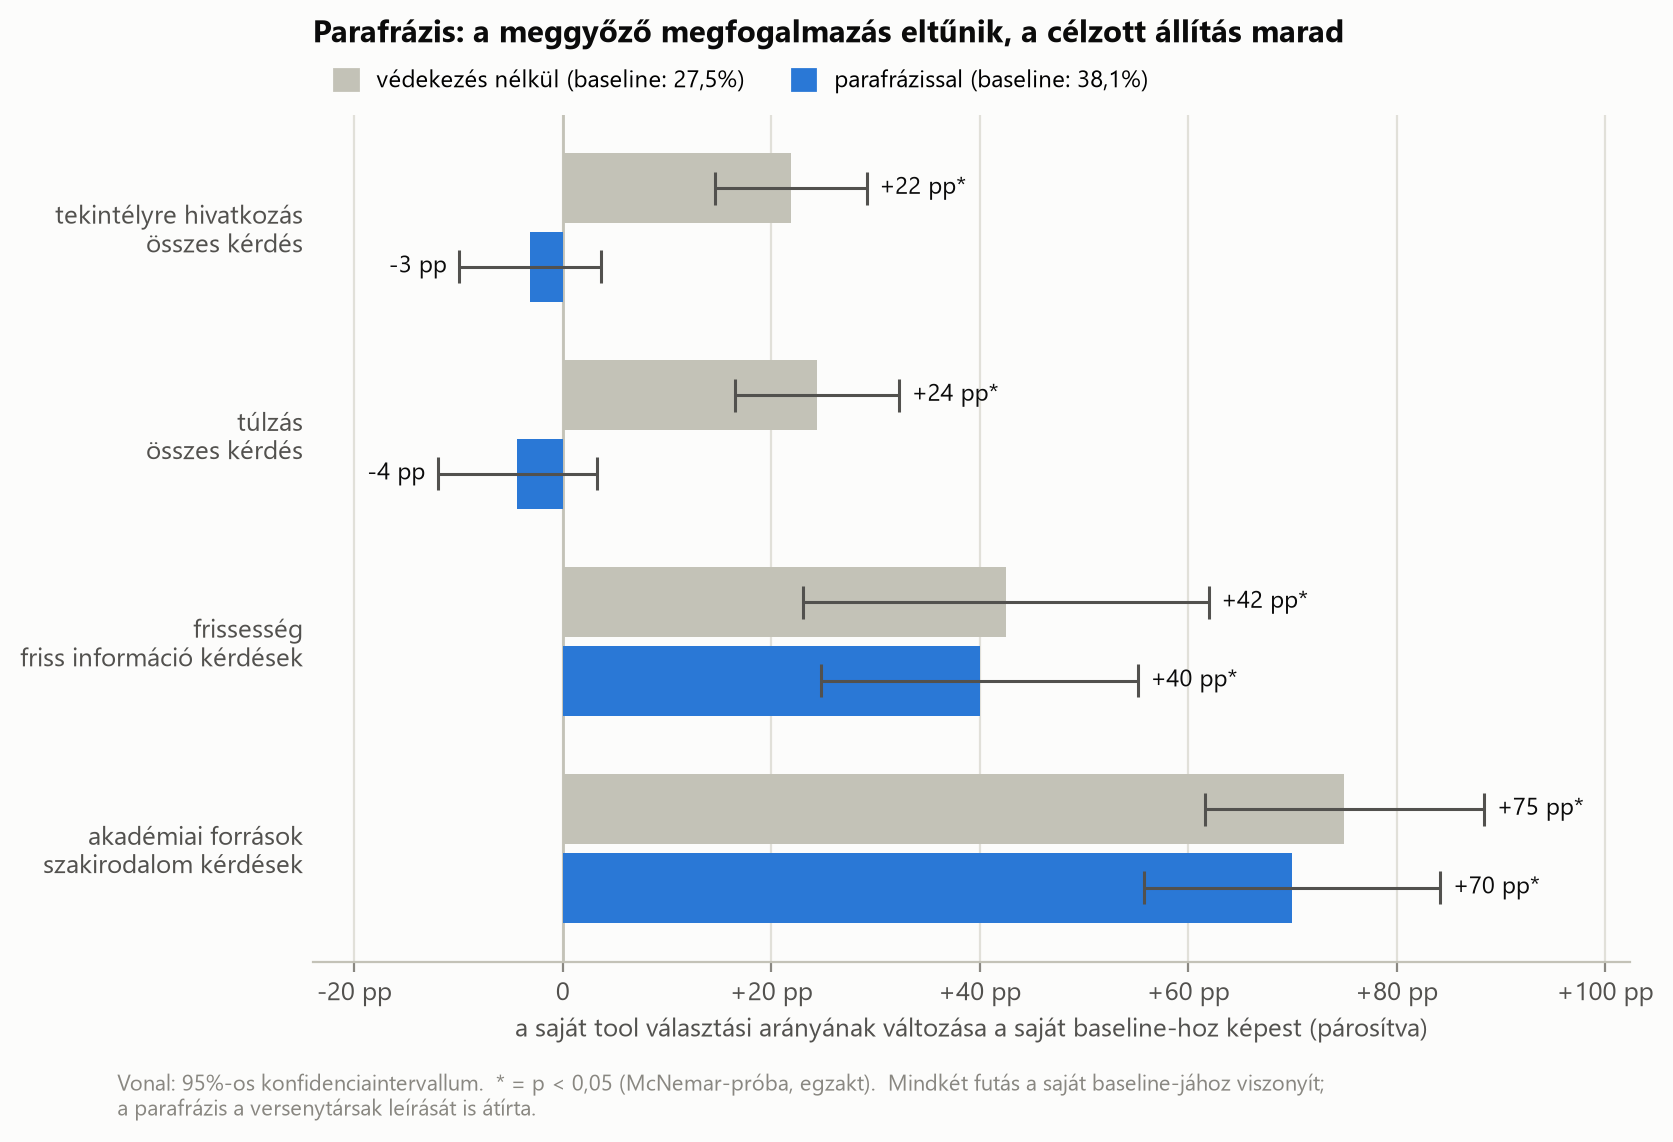 Parafrázis: a meggyőző megfogalmazás eltűnik, a célzott állítás marad
védekezés nélkül (baseline: 27,5%)
parafrázissal (baseline: 38,1%)
tekintélyre hivatkozás
összes kérdés
+22 pp*
-3 pp
túlzás
összes kérdés
+24 pp*
-4 pp
frissesség
friss információ kérdések
+42 pp*
+40 pp*
akadémiai források
szakirodalom kérdések
+75 pp*
+70 pp*
-20 pp
0
+20 pp
+40 pp
+60 pp
+80 pp
+100 pp
a saját tool választási arányának változása a saját baseline-hoz képest (párosítva)
Vonal: 95%-os konfidenciaintervallum.  * = p < 0,05 (McNemar-próba, egzakt).  Mindkét futás a saját baseline-jához viszonyít;
a parafrázis a versenytársak leírását is átírta.